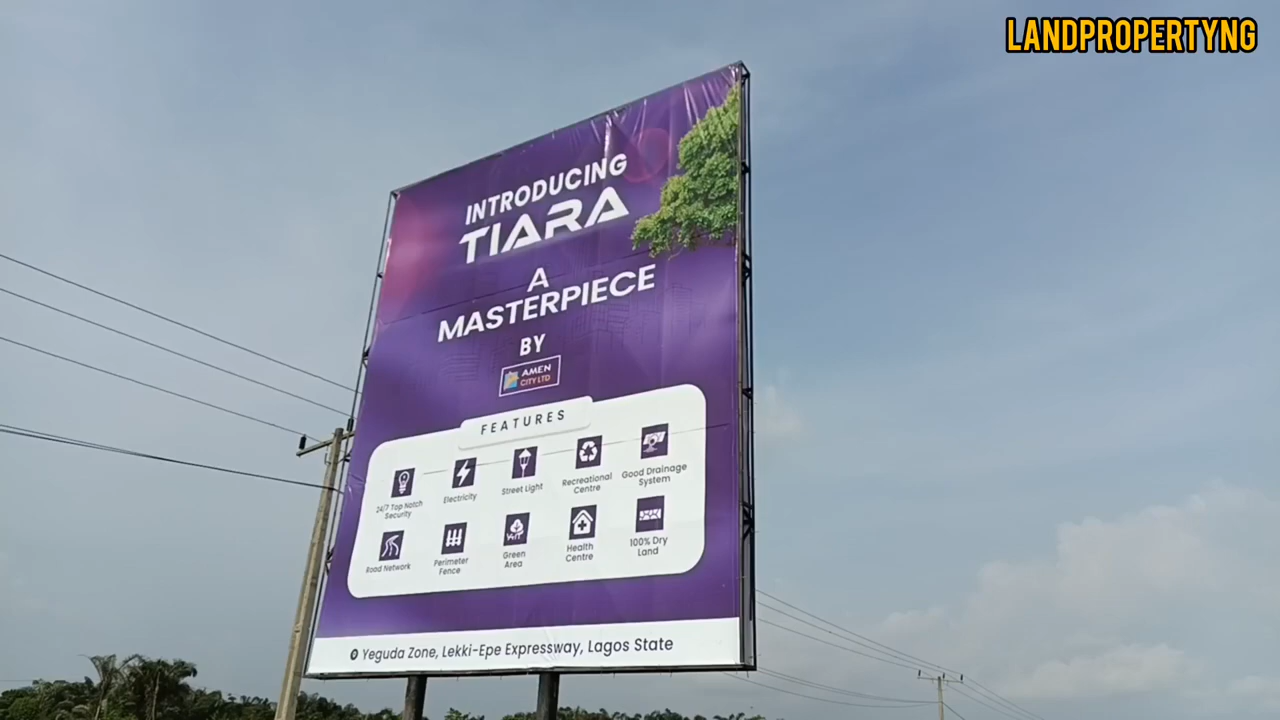 LANDPROPERTYNG
INTRODUCING
TIARA
A
MASTERPIECE
BY
AMEN
CITY LTD
FEATURES
24/7 Top Notch
Security
Electricity
Street Light
Recreational
Centre
Good Drainage
System
Road Network
Perimeter
Fence
Green
Area
Health
Centre
100% Dry
Land
Yeguda Zone, Lekki-Epe Expressway, Lagos State